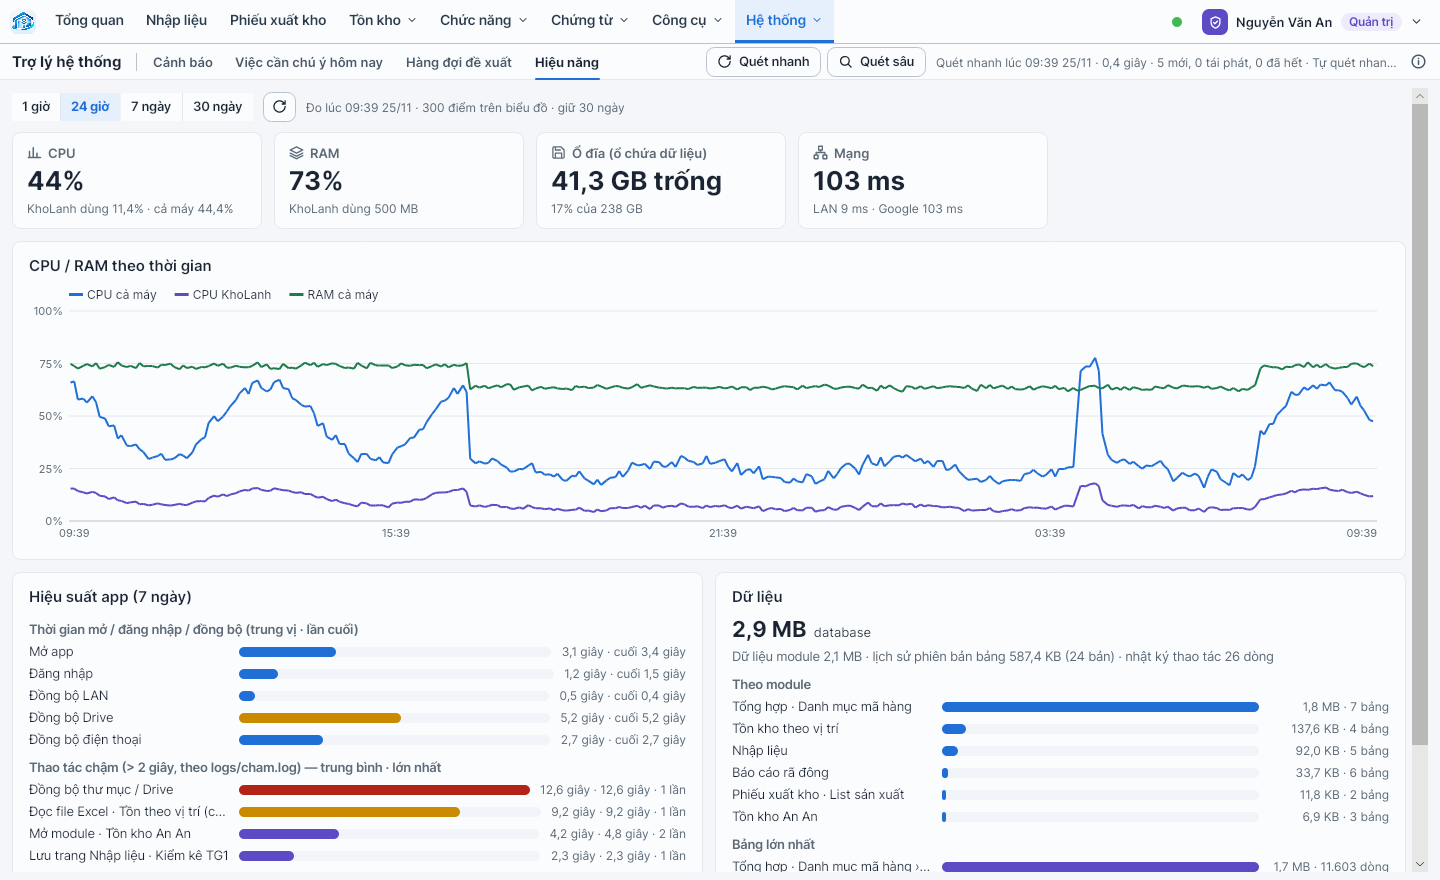 Tổng quan Nhập liệu Phiếu xuất kho Tồn kho Chức năng Chứng từ Công cụ Hệ thống Nguyễn Văn An Quản trị
Trợ lý hệ thống Cảnh báo Việc cần chú ý hôm nay Hàng đợi đề xuất Hiệu năng Quét nhanh Quét sâu Quét nhanh lúc 09:39 25/11 · 0,4 giây · 5 mới, 0 tái phát, 0 đã hết · Tự quét nhan...
1 giờ 24 giờ 7 ngày 30 ngày Đo lúc 09:39 25/11 · 300 điểm trên biểu đồ · giữ 30 ngày
CPU
44%
KhoLanh dùng 11,4% · cả máy 44,4%
RAM
73%
KhoLanh dùng 500 MB
Ổ đĩa (ổ chứa dữ liệu)
41,3 GB trống
17% của 238 GB
Mạng
103 ms
LAN 9 ms · Google 103 ms
CPU / RAM theo thời gian
CPU cả máy CPU KhoLanh RAM cả máy
100%
75%
50%
25%
0%
09:39 15:39 21:39 03:39 09:39
Hiệu suất app (7 ngày)
Thời gian mở / đăng nhập / đồng bộ (trung vị · lần cuối)
Mở app 3,1 giây · cuối 3,4 giây
Đăng nhập 1,2 giây · cuối 1,5 giây
Đồng bộ LAN 0,5 giây · cuối 0,4 giây
Đồng bộ Drive 5,2 giây · cuối 5,2 giây
Đồng bộ điện thoại 2,7 giây · cuối 2,7 giây
Thao tác chậm (> 2 giây, theo logs/cham.log) — trung bình · lớn nhất
Đồng bộ thư mục / Drive 12,6 giây · 12,6 giây · 1 lần
Đọc file Excel · Tồn theo vị trí (c... 9,2 giây · 9,2 giây · 1 lần
Mở module · Tồn kho An An 4,2 giây · 4,8 giây · 2 lần
Lưu trang Nhập liệu · Kiểm kê TG1 2,3 giây · 2,3 giây · 1 lần
Dữ liệu
2,9 MB database
Dữ liệu module 2,1 MB · lịch sử phiên bản bảng 587,4 KB (24 bản) · nhật ký thao tác 26 dòng
Theo module
Tổng hợp · Danh mục mã hàng 1,8 MB · 7 bảng
Tồn kho theo vị trí 137,6 KB · 4 bảng
Nhập liệu 92,0 KB · 5 bảng
Báo cáo rã đông 33,7 KB · 6 bảng
Phiếu xuất kho · List sản xuất 11,8 KB · 2 bảng
Tồn kho An An 6,9 KB · 3 bảng
Bảng lớn nhất
Tổng hợp · Danh mục mã hàng ›... 1,7 MB · 11.603 dòng